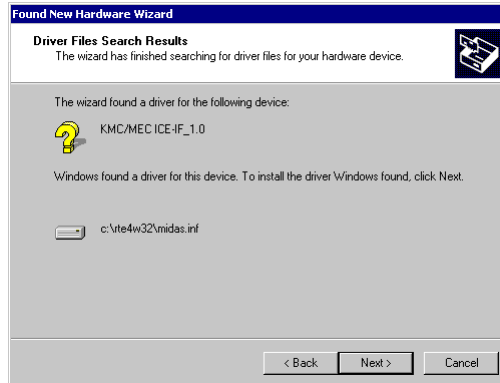 Found New Hardware Wizard
Driver Files Search Results
The wizard has finished searching for driver files for your hardware device.
The wizard found a driver for the following device:
KMC/MEC ICE-IF_1.0
Windows found a driver for this device. To install the driver Windows found, click Next.
c:\rte4w32\midas.inf
< Back
Next >
Cancel